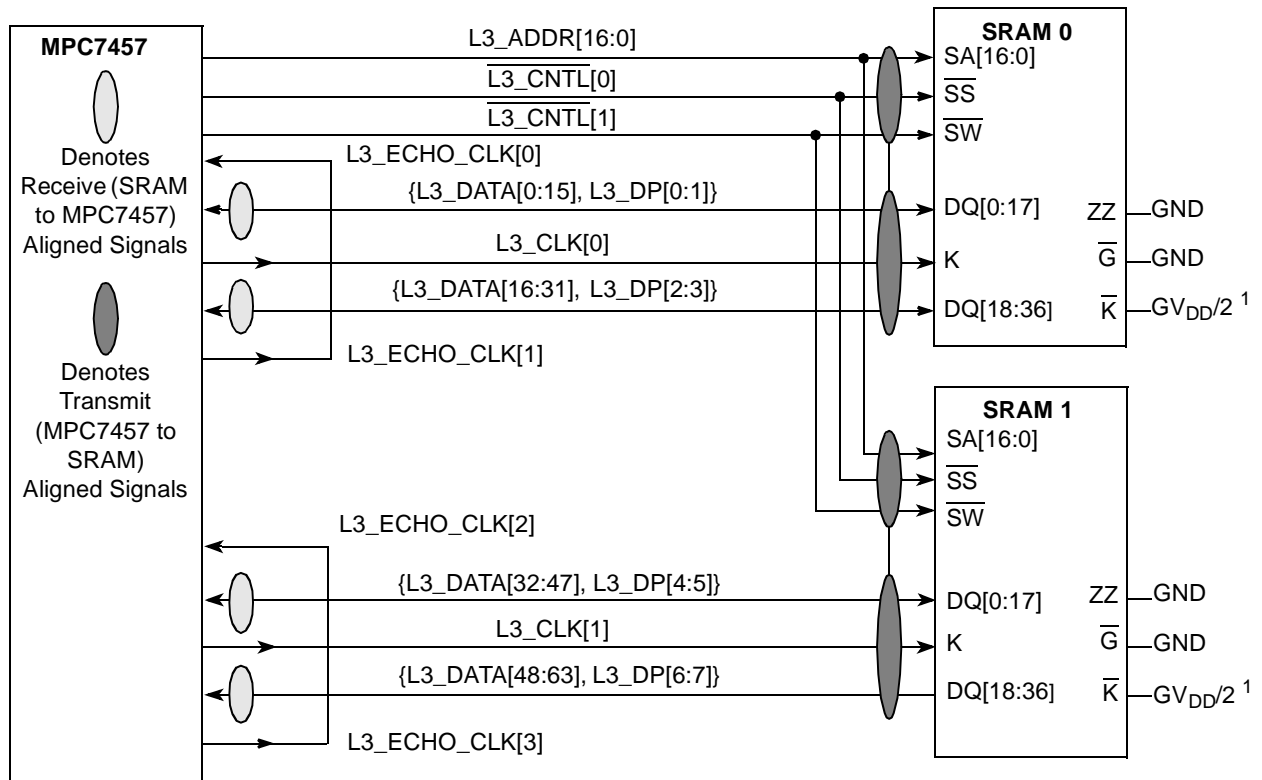 MPC7457
Denotes
Receive (SRAM
to MPC7457)
Aligned Signals
Denotes
Transmit
(MPC7457 to
SRAM)
Aligned Signals
L3_ADDR[16:0]
L3_CNTL[0]
L3_CNTL[1]
L3_ECHO_CLK[0]
{L3_DATA[0:15], L3_DP[0:1]}
L3_CLK[0]
{L3_DATA[16:31], L3_DP[2:3]}
L3_ECHO_CLK[1]
SRAM 0
SA[16:0]
SS
SW
DQ[0:17] ZZ GND
K G GND
DQ[18:36] K GVDD/2 1
L3_ECHO_CLK[2]
{L3_DATA[32:47], L3_DP[4:5]}
L3_CLK[1]
{L3_DATA[48:63], L3_DP[6:7]}
L3_ECHO_CLK[3]
SRAM 1
SA[16:0]
SS
SW
DQ[0:17] ZZ GND
K G GND
DQ[18:36] K GVDD/2 1